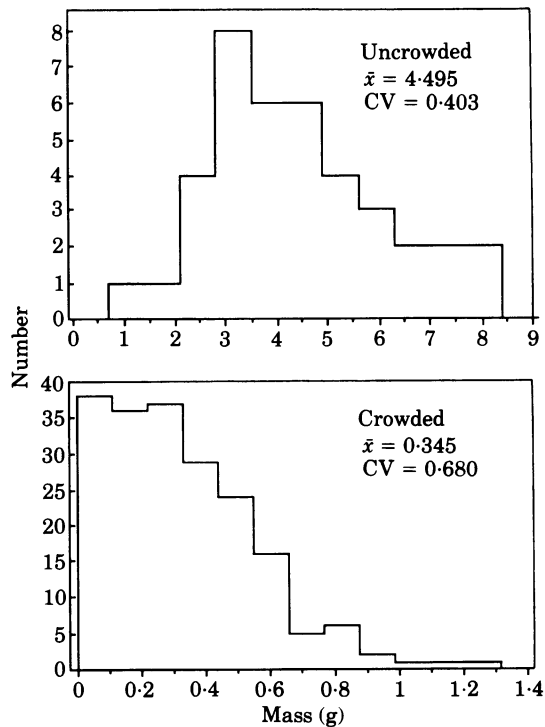 Number
8
7
6
5
4
3
2
1
0
Uncrowded
x̄ = 4·495
CV = 0·403
0 1 2 3 4 5 6 7 8 9
40
35
30
25
20
15
10
5
0
Crowded
x̄ = 0·345
CV = 0·680
0 0·2 0·4 0·6 0·8 1 1·2 1·4
Mass (g)